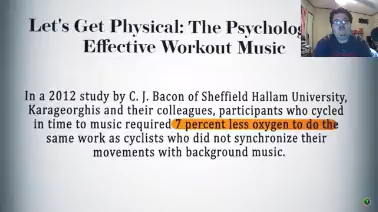 Let's Get Physical: The Psycholog
Effective Workout Music
In a 2012 study by C. J. Bacon of Sheffield Hallam University,
Karageorghis and their colleagues, participants who cycled
in time to music required 7 percent less oxygen to do the
same work as cyclists who did not synchronize their
movements with background music.